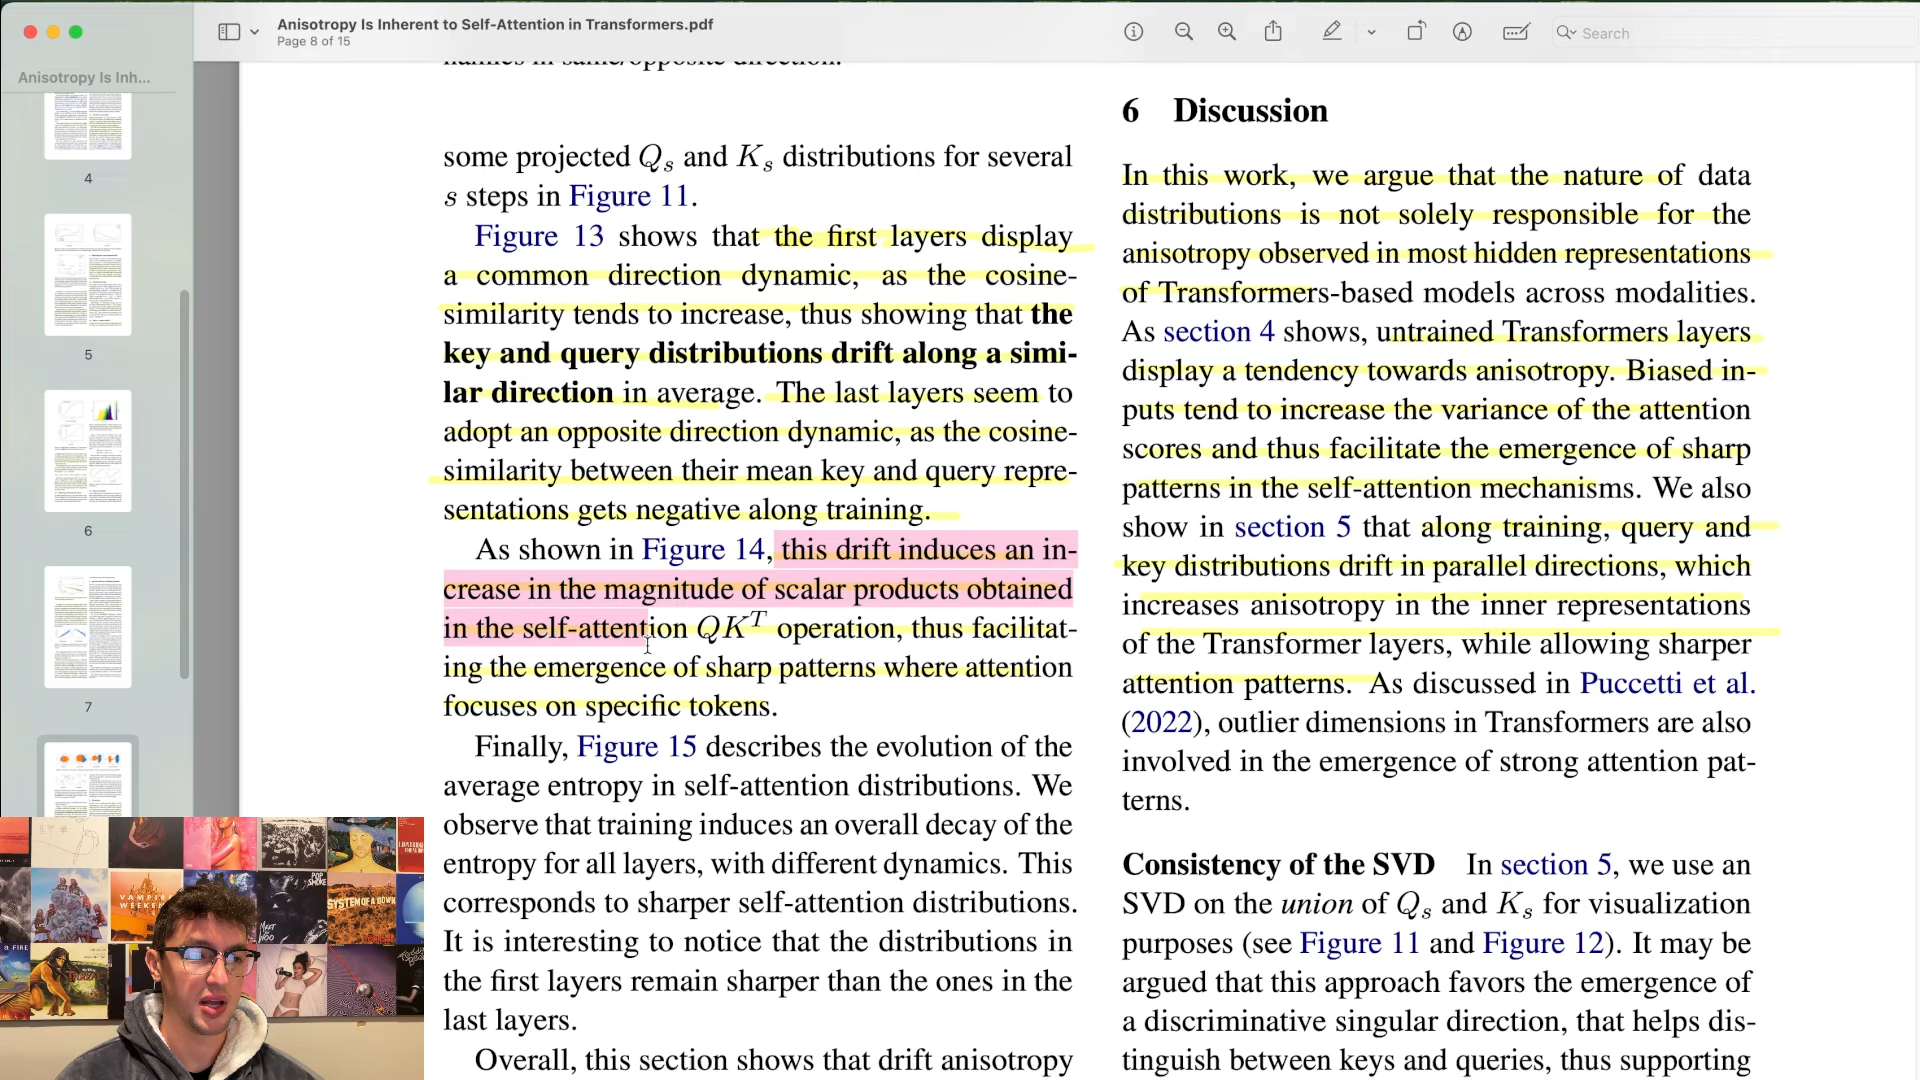 Anisotropy Is Inherent to Self-Attention in Transformers.pdf
Page 8 of 15
Search
Anisotropy Is Inh...
4
5
6
7
some projected Qs and Ks distributions for several
s steps in Figure 11.
Figure 13 shows that the first layers display
a common direction dynamic, as the cosine-
similarity tends to increase, thus showing that the
key and query distributions drift along a simi-
lar direction in average. The last layers seem to
adopt an opposite direction dynamic, as the cosine-
similarity between their mean key and query repre-
sentations gets negative along training.
As shown in Figure 14, this drift induces an in-
crease in the magnitude of scalar products obtained
in the self-attention QK^T operation, thus facilitat-
ing the emergence of sharp patterns where attention
focuses on specific tokens.
Finally, Figure 15 describes the evolution of the
average entropy in self-attention distributions. We
observe that training induces an overall decay of the
entropy for all layers, with different dynamics. This
corresponds to sharper self-attention distributions.
It is interesting to notice that the distributions in
the first layers remain sharper than the ones in the
last layers.
Overall, this section shows that drift anisotropy
6 Discussion
In this work, we argue that the nature of data
distributions is not solely responsible for the
anisotropy observed in most hidden representations
of Transformers-based models across modalities.
As section 4 shows, untrained Transformers layers
display a tendency towards anisotropy. Biased in-
puts tend to increase the variance of the attention
scores and thus facilitate the emergence of sharp
patterns in the self-attention mechanisms. We also
show in section 5 that along training, query and
key distributions drift in parallel directions, which
increases anisotropy in the inner representations
of the Transformer layers, while allowing sharper
attention patterns. As discussed in Puccetti et al.
(2022), outlier dimensions in Transformers are also
involved in the emergence of strong attention pat-
terns.
Consistency of the SVD In section 5, we use an
SVD on the union of Qs and Ks for visualization
purposes (see Figure 11 and Figure 12). It may be
argued that this approach favors the emergence of
a discriminative singular direction, that helps dis-
tinguish between keys and queries, thus supporting
VAMPIRE
WEEKEND
POP
SMOKE
MEET
THE
WOO
SYSTEM OF A DOWN